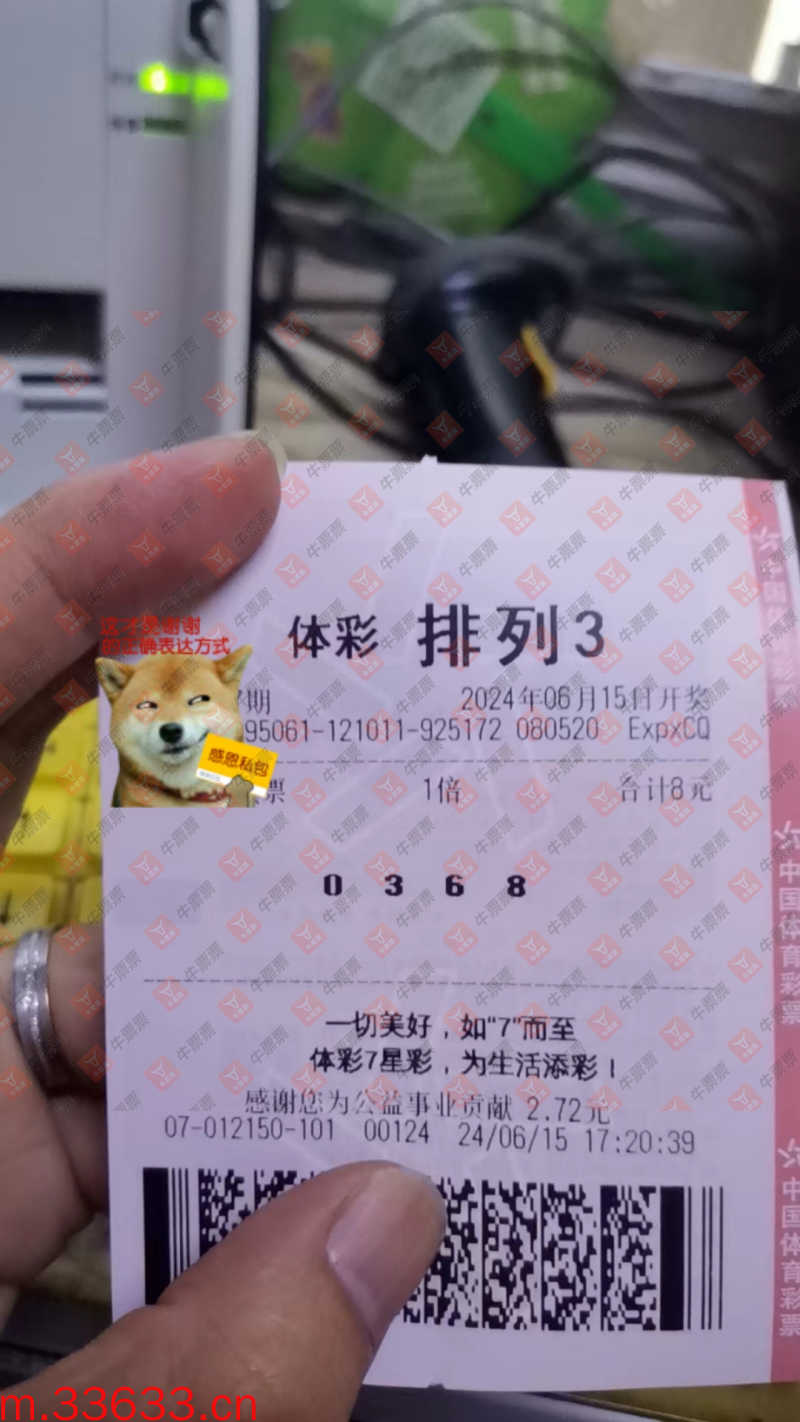 体彩 排列3
期 2024年06月15日开奖
95061-121011-925172 080520 ExpxCQ
票 1倍 合计8元
0 3 6 8
一切美好，如"7"而至
体彩7星彩，为生活添彩！
感谢您为公益事业贡献 2.72元
07-012150-101 00124 24/06/15 17:20:39
这才是谢谢
的正确表达方式
感恩私包
中国体育彩票
中国体育彩票
牛票票
m.33633.cn